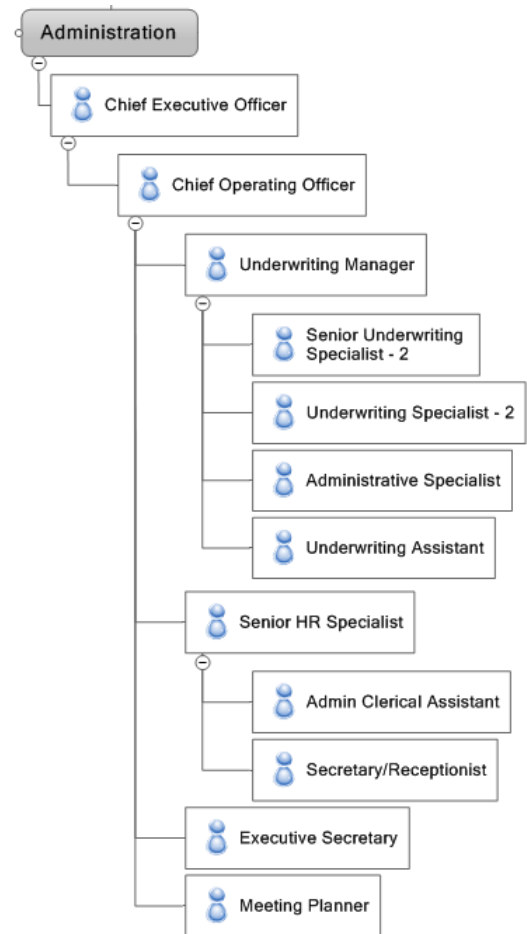 Administration
Chief Executive Officer
Chief Operating Officer
Underwriting Manager
Senior Underwriting
Specialist - 2
Underwriting Specialist - 2
Administrative Specialist
Underwriting Assistant
Senior HR Specialist
Admin Clerical Assistant
Secretary/Receptionist
Executive Secretary
Meeting Planner